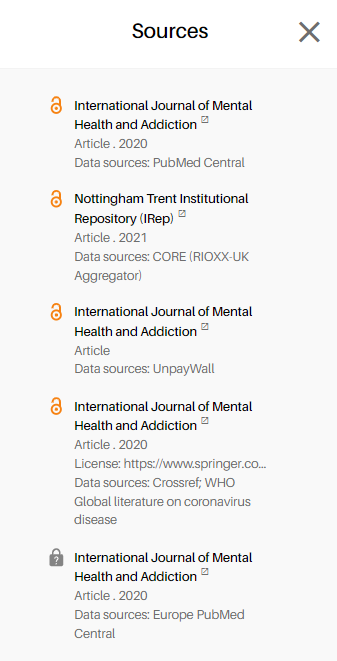 Sources
International Journal of Mental
Health and Addiction
Article . 2020
Data sources: PubMed Central
Nottingham Trent Institutional
Repository (IRep)
Article . 2021
Data sources: CORE (RIOXX-UK
Aggregator)
International Journal of Mental
Health and Addiction
Article
Data sources: UnpayWall
International Journal of Mental
Health and Addiction
Article . 2020
License: https://www.springer.co...
Data sources: Crossref; WHO
Global literature on coronavirus
disease
International Journal of Mental
Health and Addiction
Article . 2020
Data sources: Europe PubMed
Central